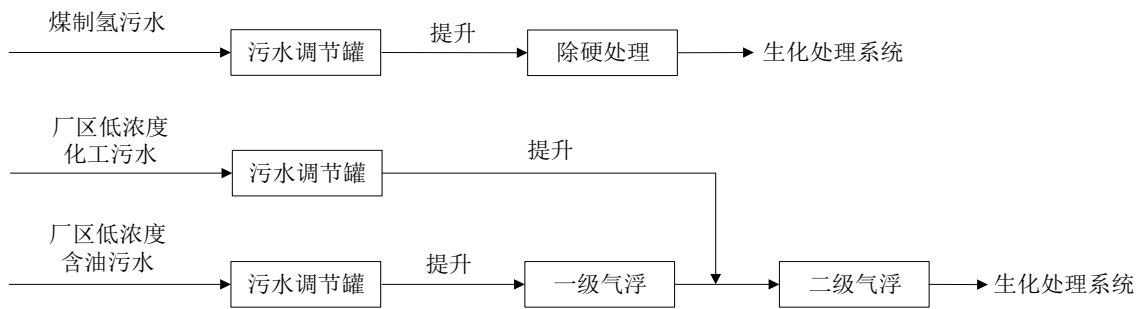 煤制氢污水
污水调节罐
提升
除硬处理
生化处理系统
厂区低浓度
化工污水
污水调节罐
提升
厂区低浓度
含油污水
污水调节罐
提升
一级气浮
二级气浮
生化处理系统